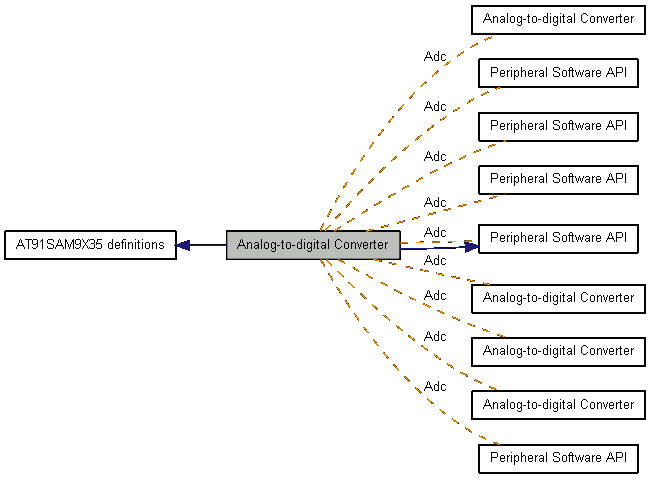 Analog-to-digital Converter
Adc
Peripheral Software API
Adc
Peripheral Software API
Adc
Peripheral Software API
Adc
Adc
Peripheral Software API
AT91SAM9X35 definitions
Analog-to-digital Converter
Adc
Analog-to-digital Converter
Adc
Adc
Analog-to-digital Converter
Adc
Analog-to-digital Converter
Peripheral Software API